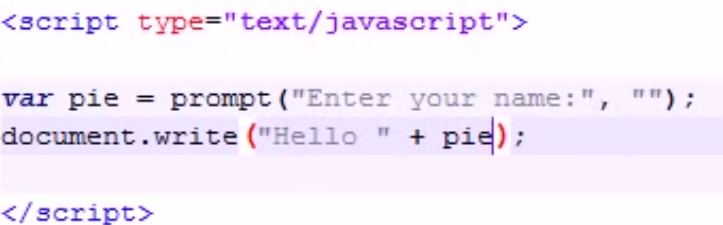 <script type="text/javascript">
var pie = prompt("Enter your name:", "");
document.write("Hello " + pie);
</script>